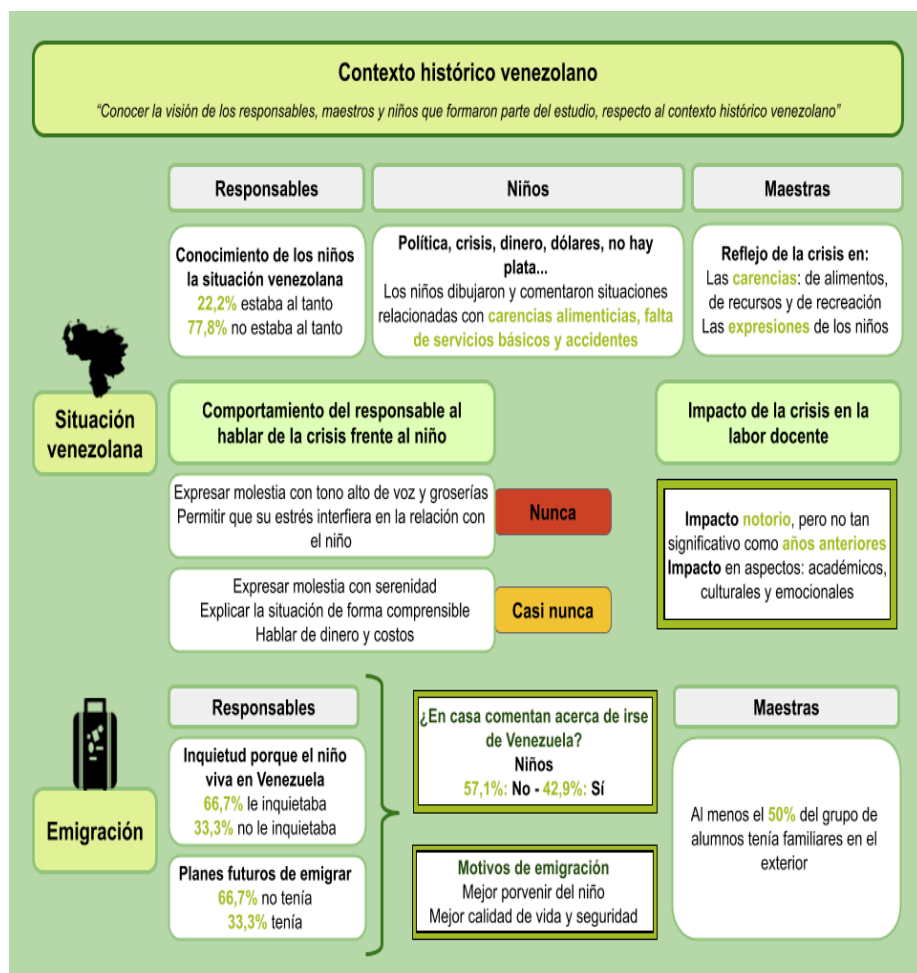 Contexto histórico venezolano
“Conocer la visión de los responsables, maestros y niños que formaron parte del estudio, respecto al contexto histórico venezolano”
Responsables
Niños
Maestras
Conocimiento de los niños
la situación venezolana
22,2% estaba al tanto
77,8% no estaba al tanto
Política, crisis, dinero, dólares, no hay
plata...
Los niños dibujaron y comentaron situaciones
relacionadas con carencias alimenticias, falta
de servicios básicos y accidentes
Reflejo de la crisis en:
Las carencias: de alimentos,
de recursos y de recreación
Las expresiones de los niños
Situación
venezolana
Comportamiento del responsable al
hablar de la crisis frente al niño
Impacto de la crisis en la
labor docente
Expresar molestia con tono alto de voz y groserías
Permitir que su estrés interfiera en la relación con
el niño
Nunca
Impacto notorio, pero no tan
significativo como años anteriores
Impacto en aspectos: académicos,
culturales y emocionales
Expresar molestia con serenidad
Explicar la situación de forma comprensible
Hablar de dinero y costos
Casi nunca
Emigración
Responsables
Inquietud porque el niño
viva en Venezuela
66,7% le inquietaba
33,3% no le inquietaba
Planes futuros de emigrar
66,7% no tenía
33,3% tenía
¿En casa comentan acerca de irse
de Venezuela?
Niños
57,1%: No - 42,9%: Sí
Motivos de emigración
Mejor porvenir del niño
Mejor calidad de vida y seguridad
Maestras
Al menos el 50% del grupo de
alumnos tenía familiares en el
exterior